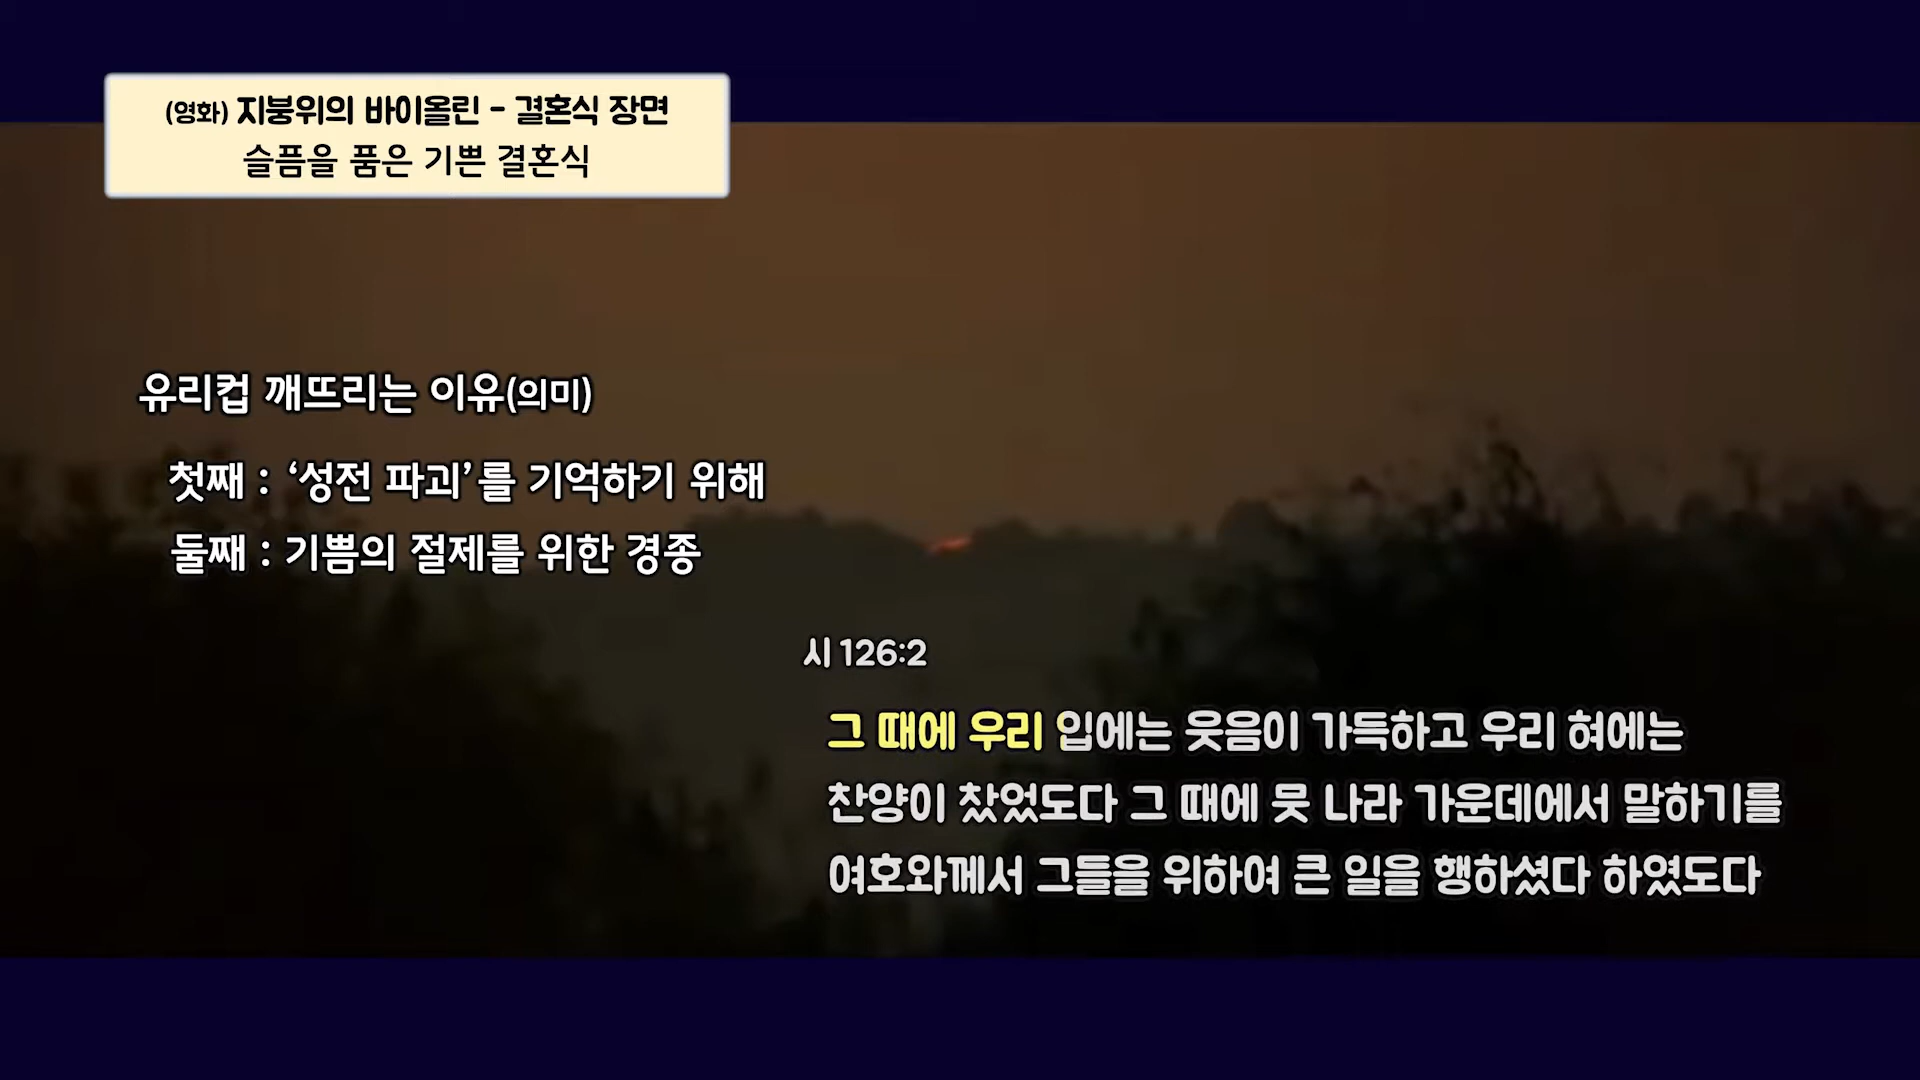 (영화) 지붕위의 바이올린 - 결혼식 장면
슬픔을 품은 기쁜 결혼식
유리컵 깨뜨리는 이유(의미)
첫째 : ‘성전 파괴’를 기억하기 위해
둘째 : 기쁨의 절제를 위한 경종
시 126:2
그 때에 우리 입에는 웃음이 가득하고 우리 혀에는
찬양이 찼었도다 그 때에 뭇 나라 가운데에서 말하기를
여호와께서 그들을 위하여 큰 일을 행하셨다 하였도다